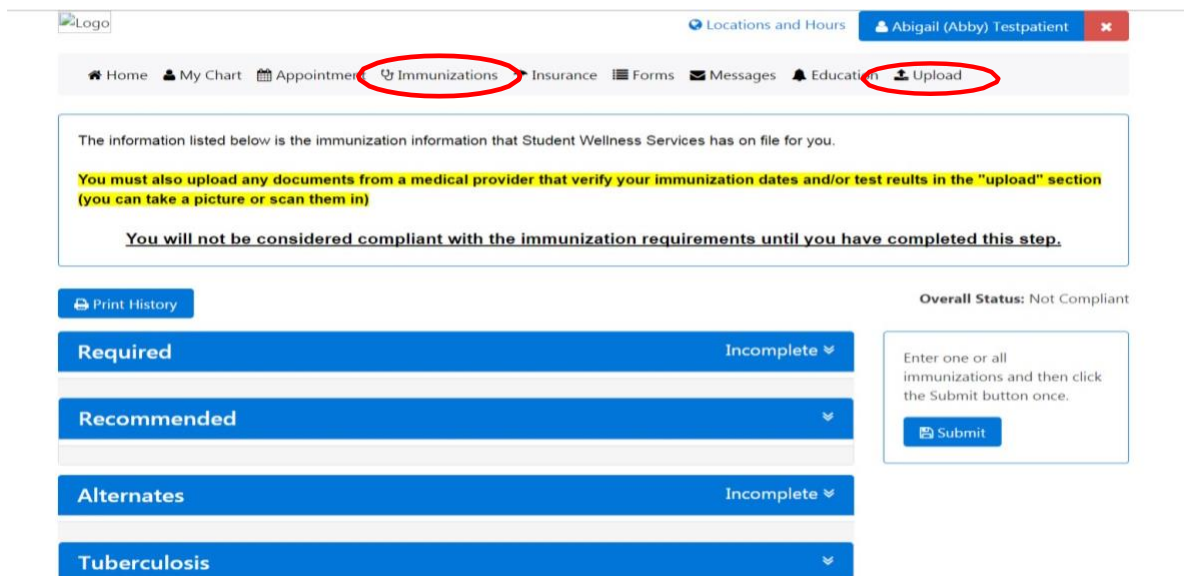 Logo
Locations and Hours
Abigail (Abby) Testpatient
Home My Chart Appointment Immunizations Insurance Forms Messages Education Upload
The information listed below is the immunization information that Student Wellness Services has on file for you.
You must also upload any documents from a medical provider that verify your immunization dates and/or test reults in the "upload" section
(you can take a picture or scan them in)
You will not be considered compliant with the immunization requirements until you have completed this step.
Print History
Overall Status: Not Compliant
Required Incomplete
Recommended
Alternates Incomplete
Tuberculosis
Enter one or all
immunizations and then click
the Submit button once.
Submit